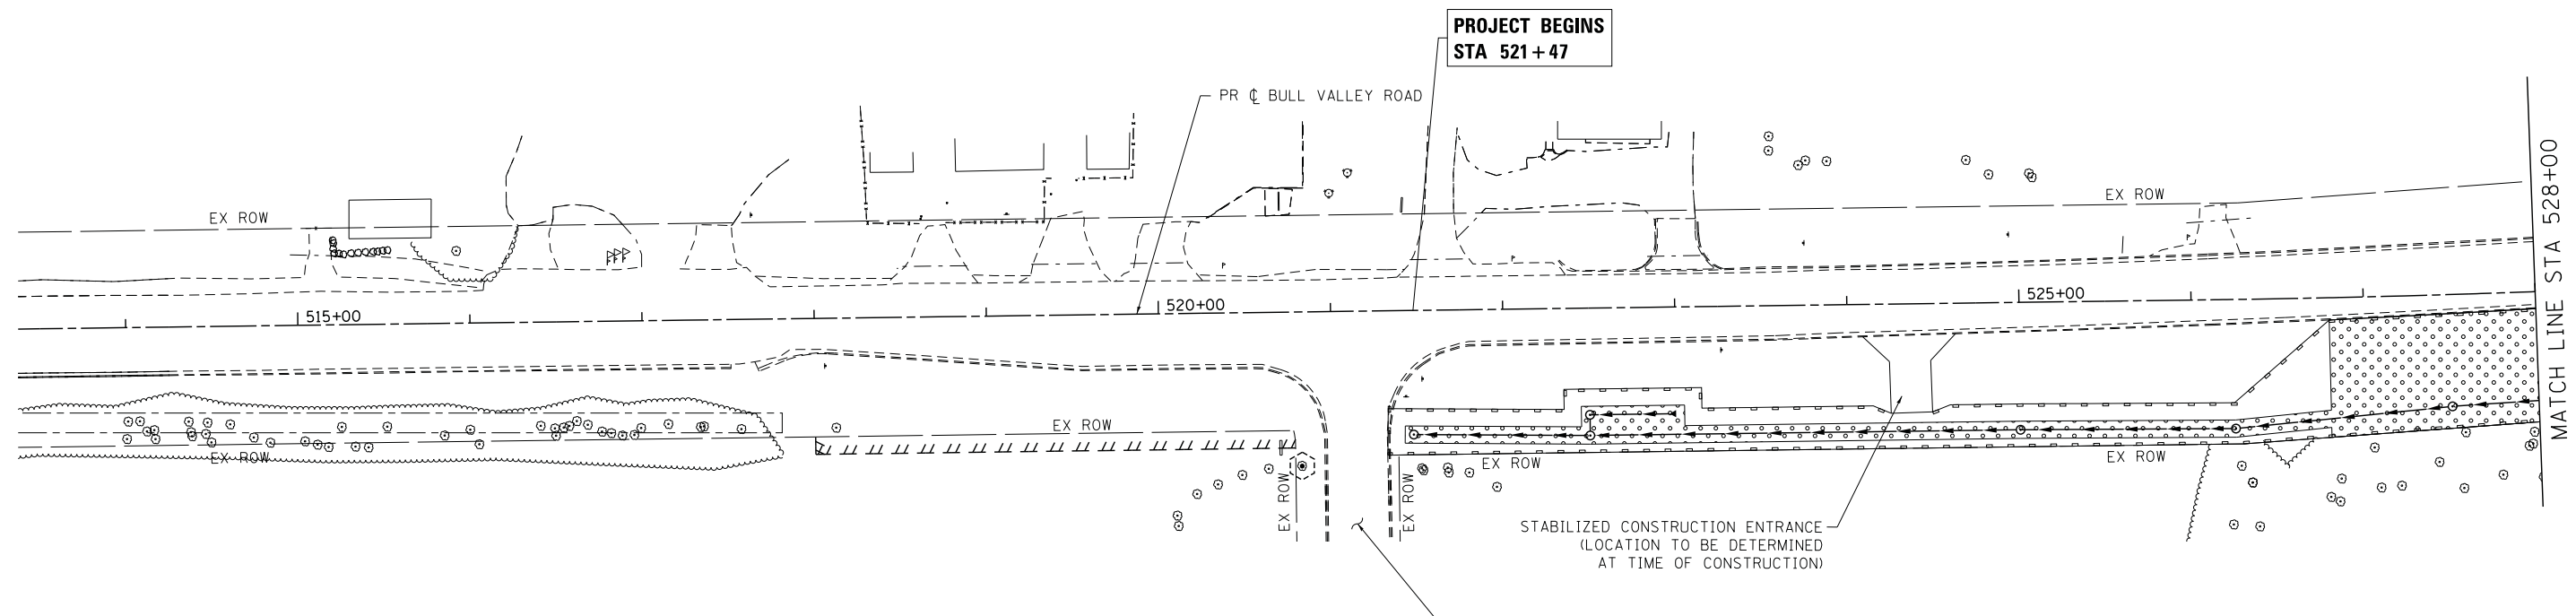 PROJECT BEGINS
STA 521+47
PR ℄ BULL VALLEY ROAD
EX ROW
EX ROW
515+00
520+00
525+00
MATCH LINE STA 528+00
EX ROW
EX ROW
EX ROW
EX ROW
EX ROW
EX ROW
STABILIZED CONSTRUCTION ENTRANCE
(LOCATION TO BE DETERMINED
AT TIME OF CONSTRUCTION)